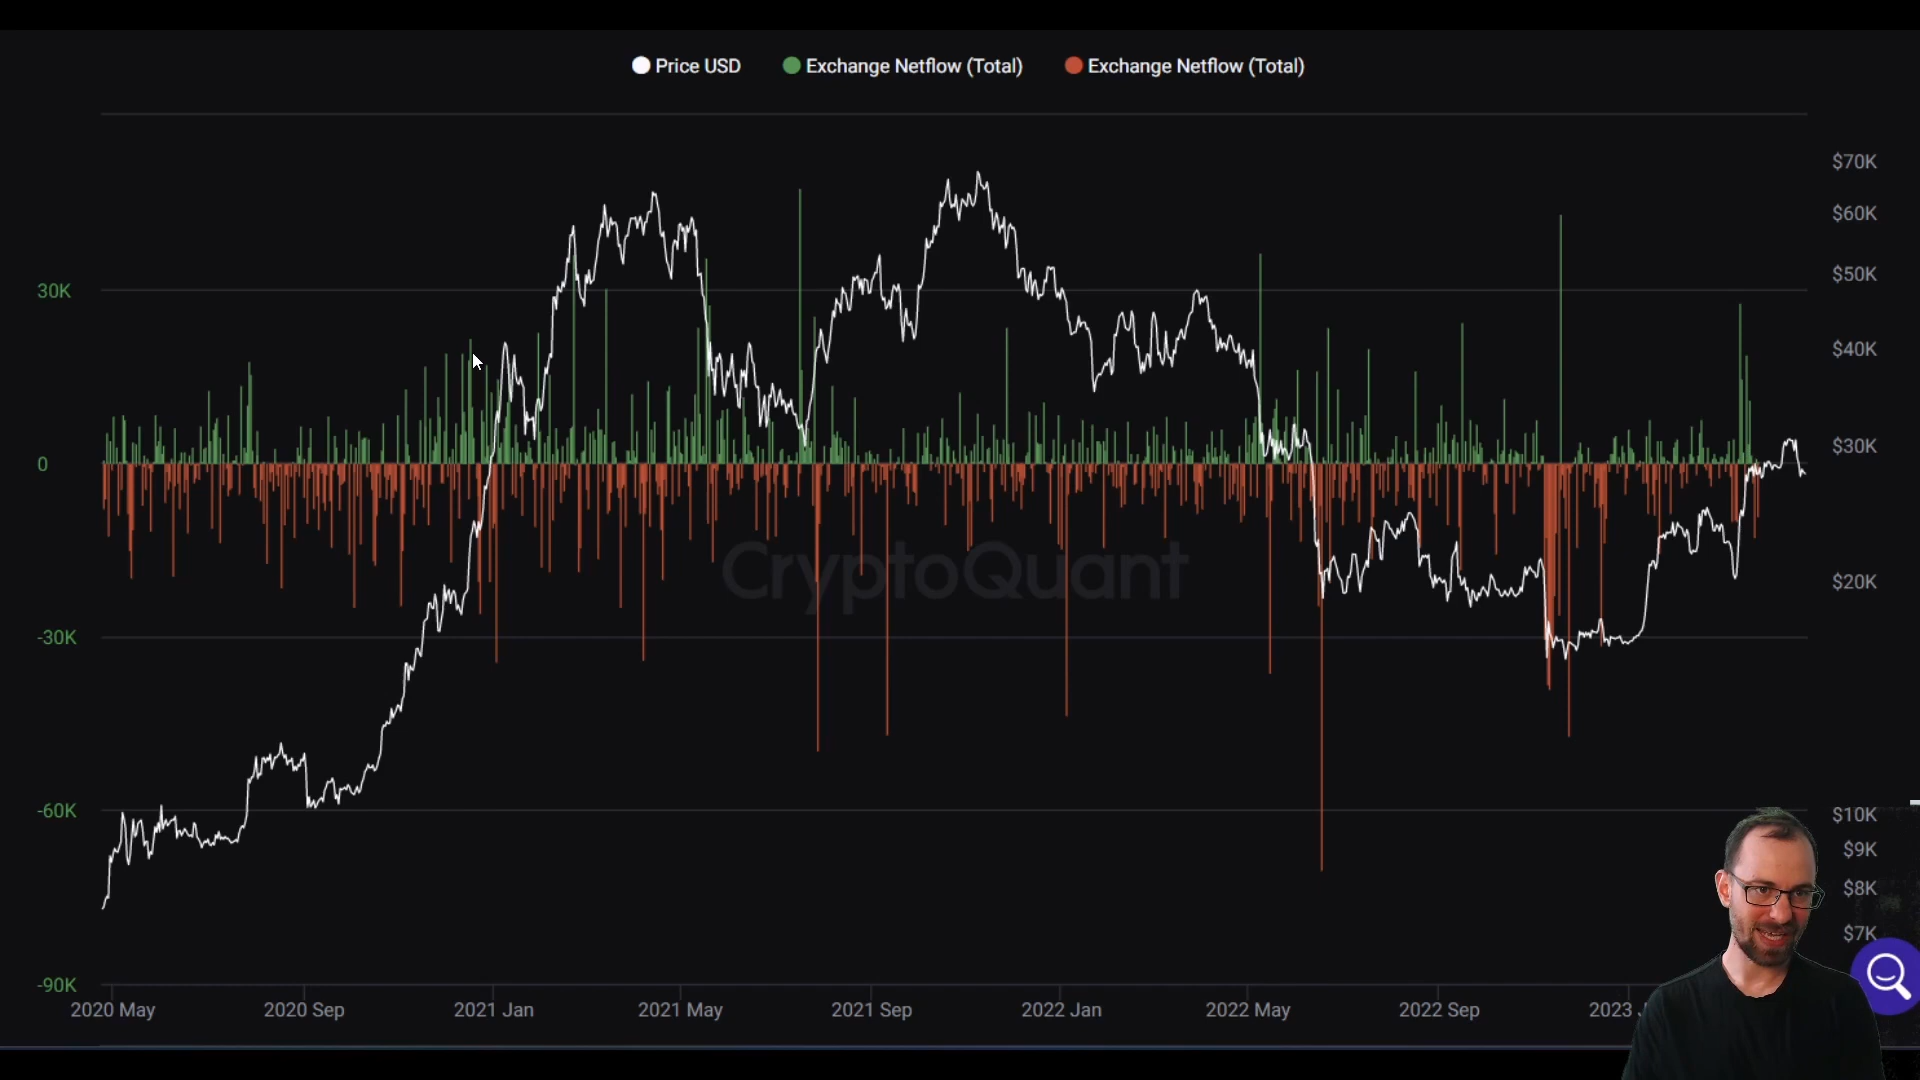 Price USD Exchange Netflow (Total) Exchange Netflow (Total)
$70K
$60K
$50K
30K
$40K
0
$30K
CryptoQuant
$20K
-30K
-60K
$10K
$9K
$8K
$7K
-90K
2020 May 2020 Sep 2021 Jan 2021 May 2021 Sep 2022 Jan 2022 May 2022 Sep 2023